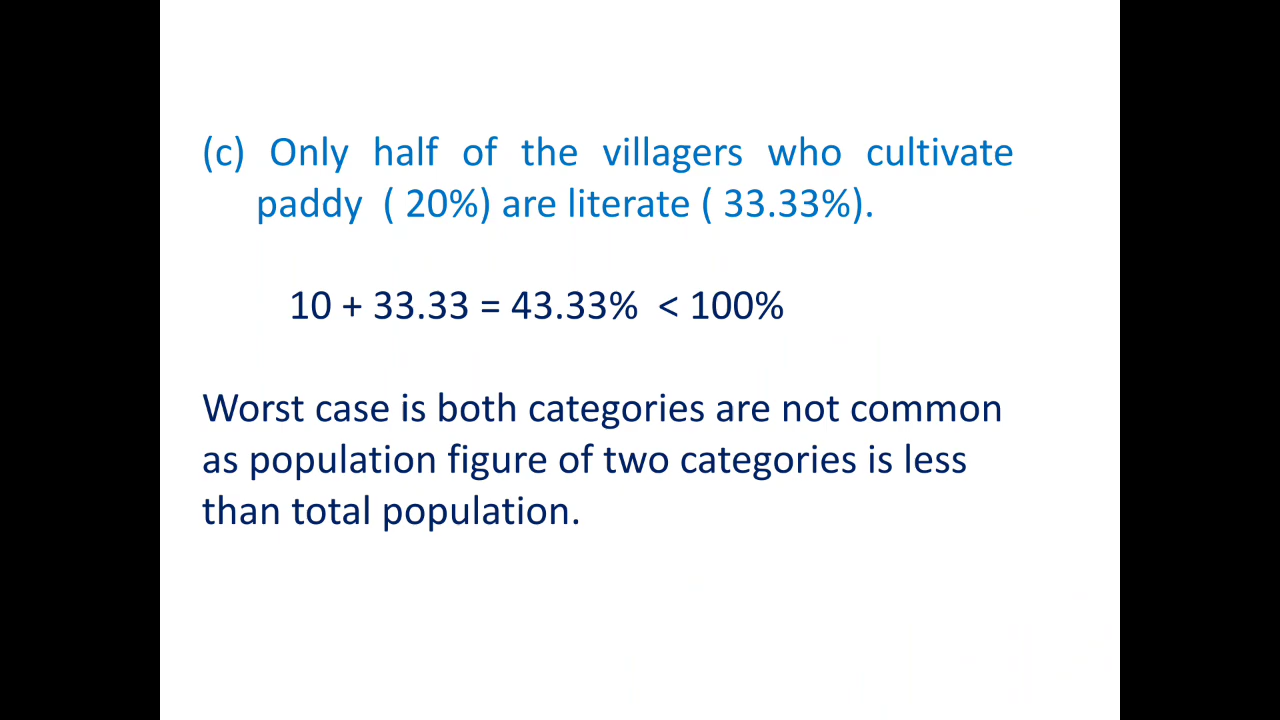 (c) Only half of the villagers who cultivate
paddy ( 20%) are literate ( 33.33%).
10 + 33.33 = 43.33% < 100%
Worst case is both categories are not common
as population figure of two categories is less
than total population.